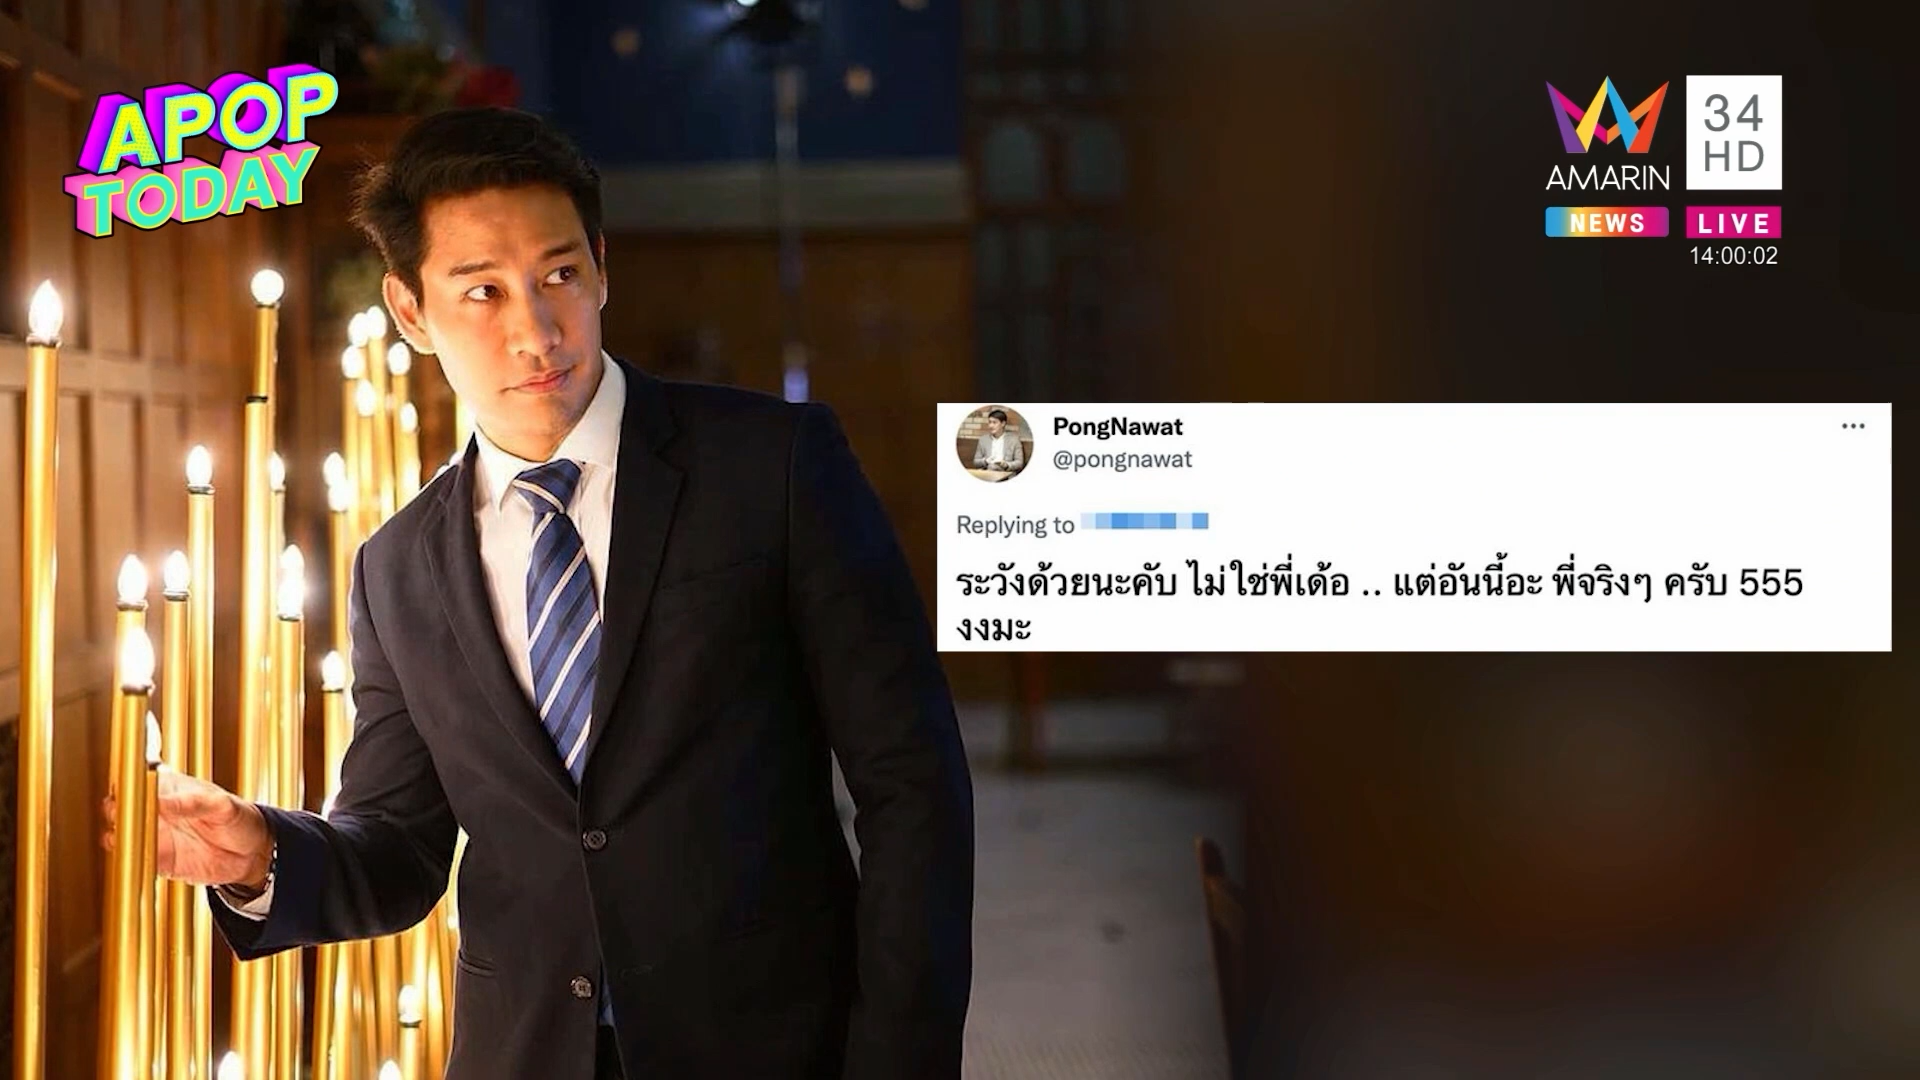 APOP
TODAY
AMARIN
34
HD
NEWS
LIVE
14:00:02
PongNawat
@pongnawat
Replying to
ระวังด้วยนะคับ ไม่ใช่พี่เด้อ .. แต่อันนี้อะ พี่จริงๆ ครับ 555
งงมะ